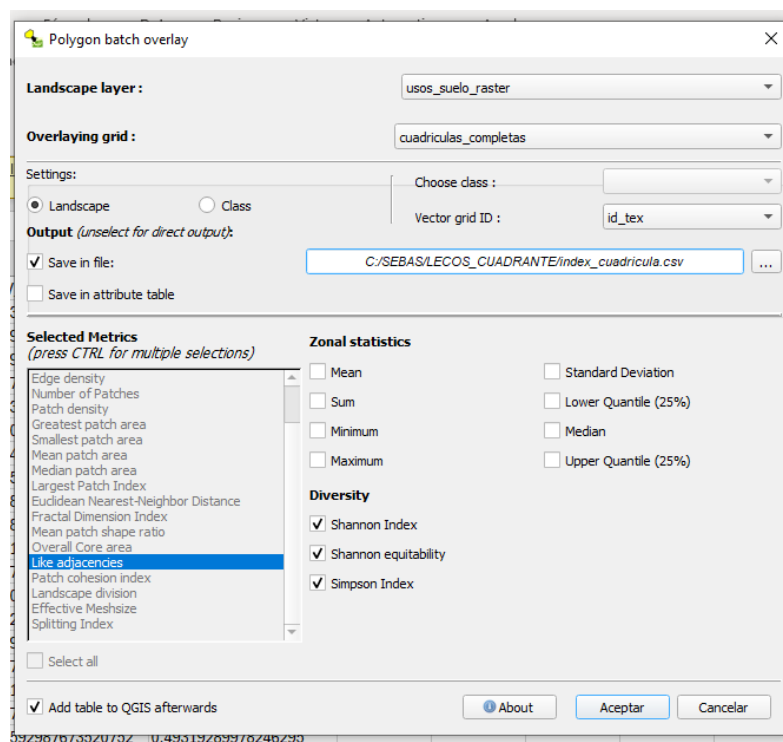 Polygon batch overlay
Landscape layer :
usos_suelo_raster
Overlaying grid :
cuadriculas_completas
Settings:
Choose class :
Landscape
Class
Vector grid ID :
id_tex
Output (unselect for direct output):
Save in file:
C:/SEBAS/LECOS_CUADRANTE/index_cuadricula.csv
...
Save in attribute table
Selected Metrics
(press CTRL for multiple selections)
Edge density
Number of Patches
Patch density
Greatest patch area
Smallest patch area
Mean patch area
Median patch area
Largest Patch Index
Euclidean Nearest-Neighbor Distance
Fractal Dimension Index
Mean patch shape ratio
Overall Core area
Like adjacencies
Patch cohesion index
Landscape division
Effective Meshsize
Splitting Index
Select all
Zonal statistics
Mean
Standard Deviation
Sum
Lower Quantile (25%)
Minimum
Median
Maximum
Upper Quantile (25%)
Diversity
Shannon Index
Shannon equitability
Simpson Index
Add table to QGIS afterwards
About
Aceptar
Cancelar